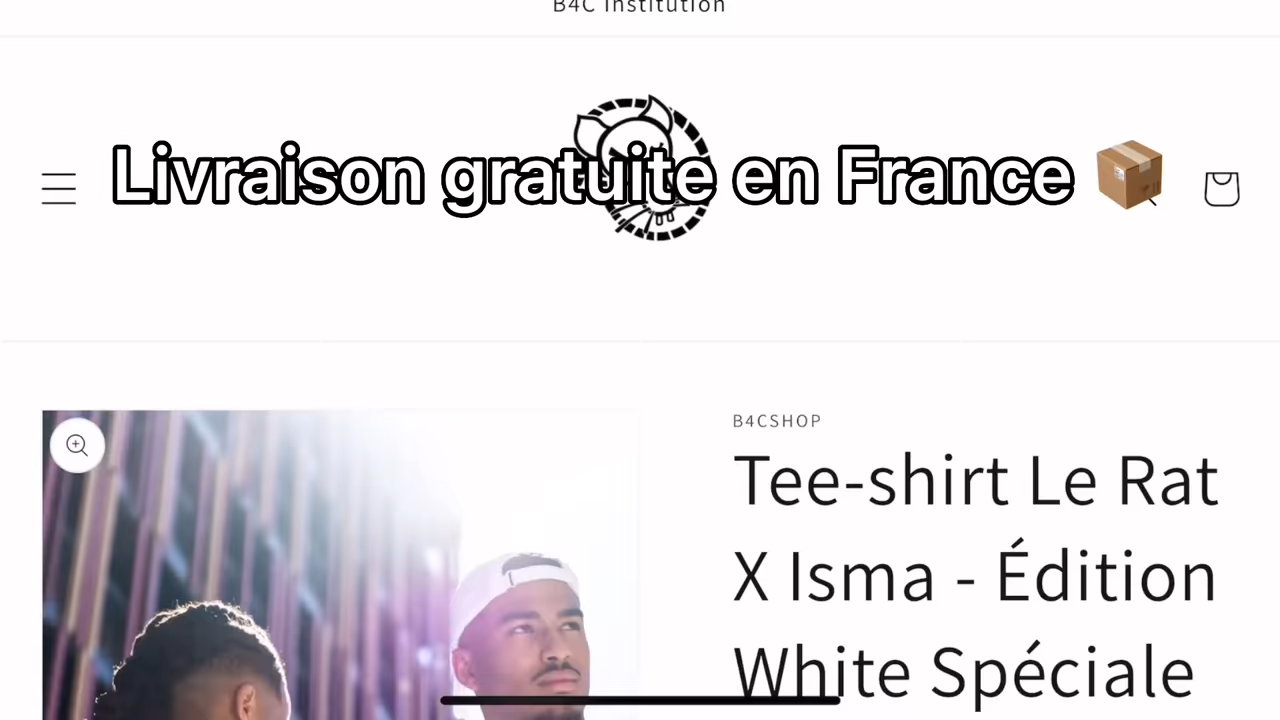 B4C Institution
Livraison gratuite en France 📦
B4CSHOP
Tee-shirt Le Rat
X Isma - Édition
White Spéciale